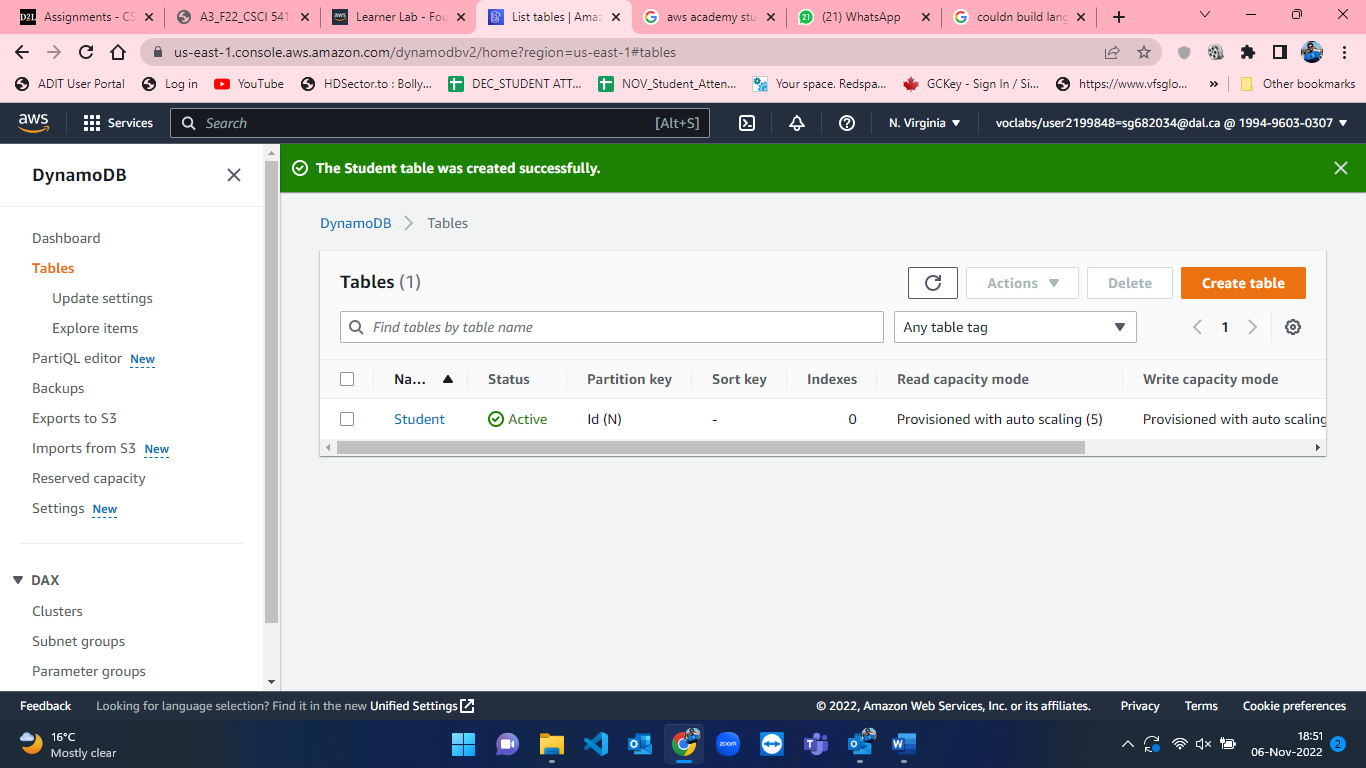 Assignments - CS
A3_F22_CSCI 541
Learner Lab - Fou
List tables | Amaz
aws academy stu
(21) WhatsApp
couldn build lang
us-east-1.console.aws.amazon.com/dynamodbv2/home?region=us-east-1#tables
ADIT User Portal
Log in
YouTube
HDSector.to : Bolly...
DEC_STUDENT ATT...
NOV_Student_Atten...
Your space. Redspa...
GCKey - Sign In / Si...
https://www.vfsglo...
»
Other bookmarks
aws
Services
Search
[Alt+S]
N. Virginia
voclabs/user2199848=sg682034@dal.ca @ 1994-9603-0307
DynamoDB
The Student table was created successfully.
Dashboard
Tables
Update settings
Explore items
PartiQL editor New
Backups
Exports to S3
Imports from S3 New
Reserved capacity
Settings New
DAX
Clusters
Subnet groups
Parameter groups
DynamoDB
Tables
Tables (1)
Actions
Delete
Create table
Find tables by table name
Any table tag
1
Na...
Status
Partition key
Sort key
Indexes
Read capacity mode
Write capacity mode
Student
Active
Id (N)
-
0
Provisioned with auto scaling (5)
Provisioned with auto scaling
Feedback
Looking for language selection? Find it in the new Unified Settings
© 2022, Amazon Web Services, Inc. or its affiliates.
Privacy
Terms
Cookie preferences
16°C
Mostly clear
zoom
18:51
06-Nov-2022
2